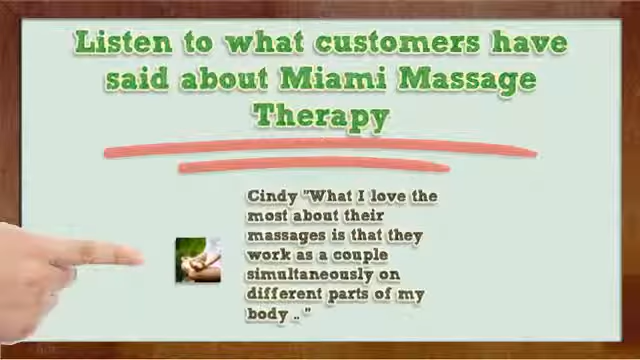 Listen to what customers have
said about Miami Massage
Therapy
Cindy "What I love the
most about their
massages is that they
work as a couple
simultaneously on
different parts of my
body .. "